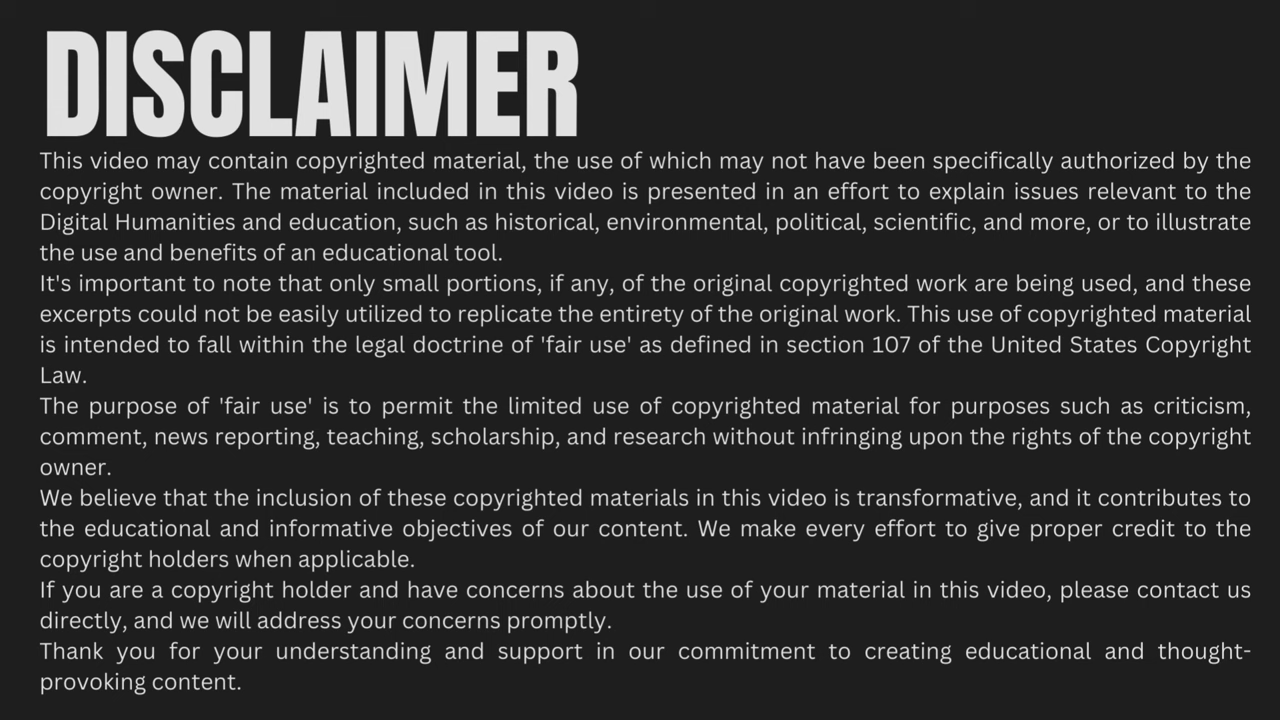 DISCLAIMER
This video may contain copyrighted material, the use of which may not have been specifically authorized by the
copyright owner. The material included in this video is presented in an effort to explain issues relevant to the
Digital Humanities and education, such as historical, environmental, political, scientific, and more, or to illustrate
the use and benefits of an educational tool.
It's important to note that only small portions, if any, of the original copyrighted work are being used, and these
excerpts could not be easily utilized to replicate the entirety of the original work. This use of copyrighted material
is intended to fall within the legal doctrine of 'fair use' as defined in section 107 of the United States Copyright
Law.
The purpose of 'fair use' is to permit the limited use of copyrighted material for purposes such as criticism,
comment, news reporting, teaching, scholarship, and research without infringing upon the rights of the copyright
owner.
We believe that the inclusion of these copyrighted materials in this video is transformative, and it contributes to
the educational and informative objectives of our content. We make every effort to give proper credit to the
copyright holders when applicable.
If you are a copyright holder and have concerns about the use of your material in this video, please contact us
directly, and we will address your concerns promptly.
Thank you for your understanding and support in our commitment to creating educational and thought-
provoking content.